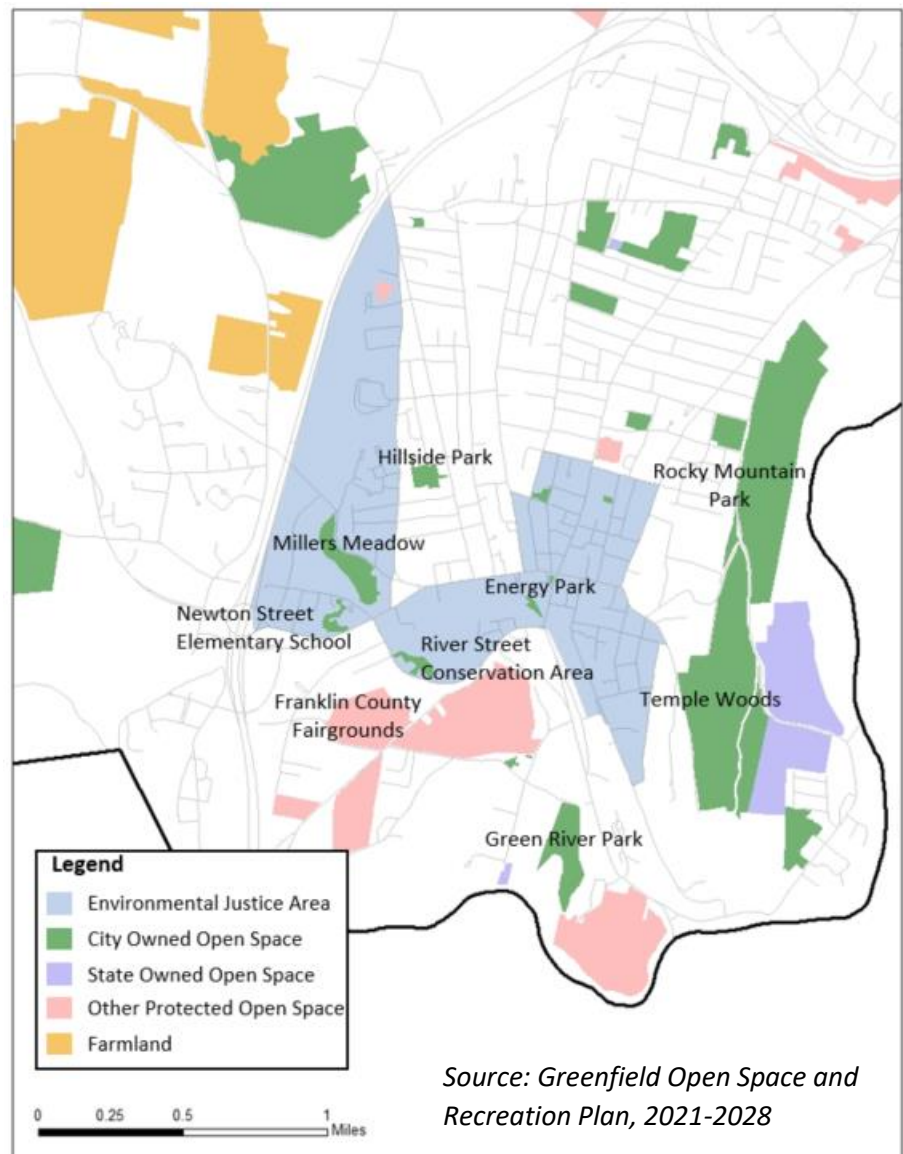 Hillside Park
Rocky Mountain
Park
Millers Meadow
Energy Park
Newton Street
Elementary School
River Street
Conservation Area
Temple Woods
Franklin County
Fairgrounds
Green River Park
Legend
Environmental Justice Area
City Owned Open Space
State Owned Open Space
Other Protected Open Space
Farmland
0 0.25 0.5 1
Miles
Source: Greenfield Open Space and
Recreation Plan, 2021-2028